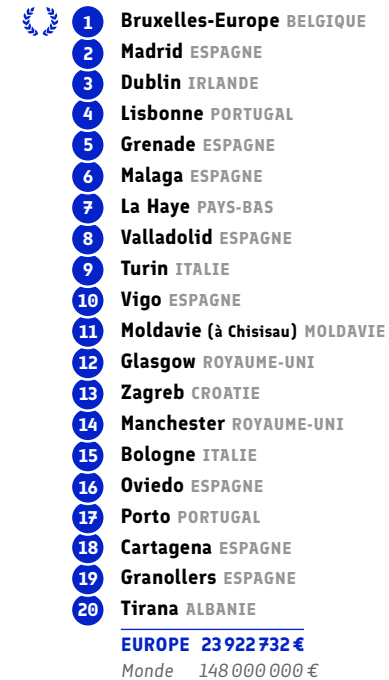 1 Bruxelles-Europe BELGIQUE
2 Madrid ESPAGNE
3 Dublin IRLANDE
4 Lisbonne PORTUGAL
5 Grenade ESPAGNE
6 Malaga ESPAGNE
7 La Haye PAYS-BAS
8 Valladolid ESPAGNE
9 Turin ITALIE
10 Vigo ESPAGNE
11 Moldavie (à Chisisau) MOLDAVIE
12 Glasgow ROYAUME-UNI
13 Zagreb CROATIE
14 Manchester ROYAUME-UNI
15 Bologne ITALIE
16 Oviedo ESPAGNE
17 Porto PORTUGAL
18 Cartagena ESPAGNE
19 Granollers ESPAGNE
20 Tirana ALBANIE
EUROPE 23 922 732 €
Monde 148 000 000 €